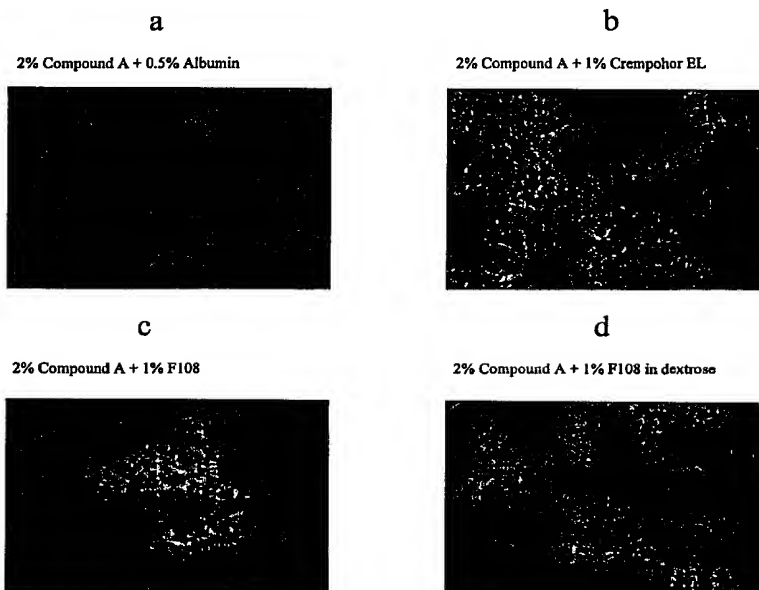 a
2% Compound A + 0.5% Albumin
b
2% Compound A + 1% Crempohor EL
c
2% Compound A + 1% F108
d
2% Compound A + 1% F108 in dextrose